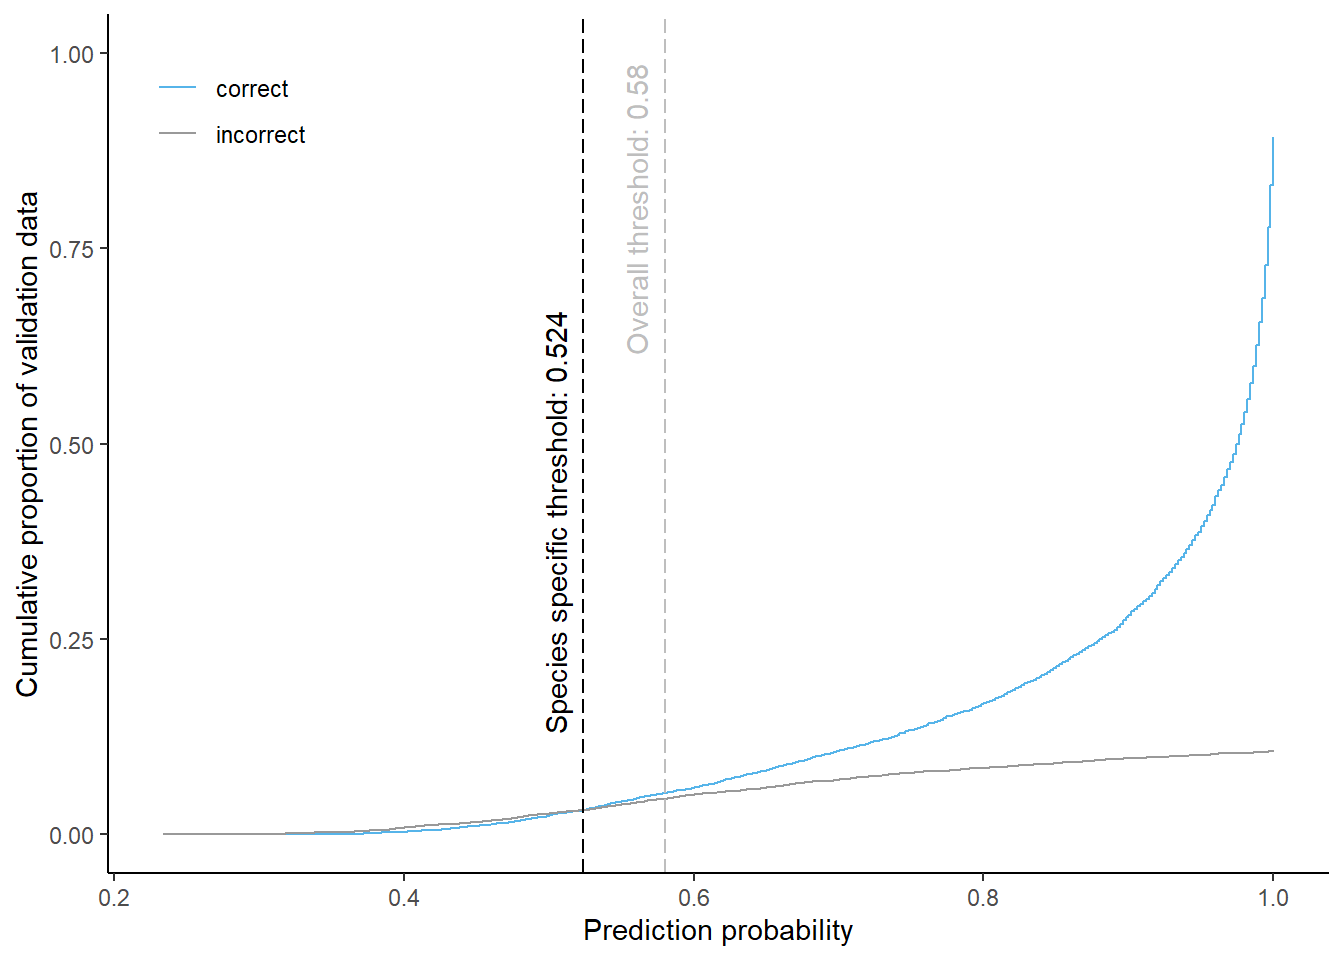 1.00
0.75
0.50
0.25
0.00
Cumulative proportion of validation data
correct
incorrect
Species specific threshold: 0.524
Overall threshold: 0.58
0.2
0.4
0.6
0.8
1.0
Prediction probability